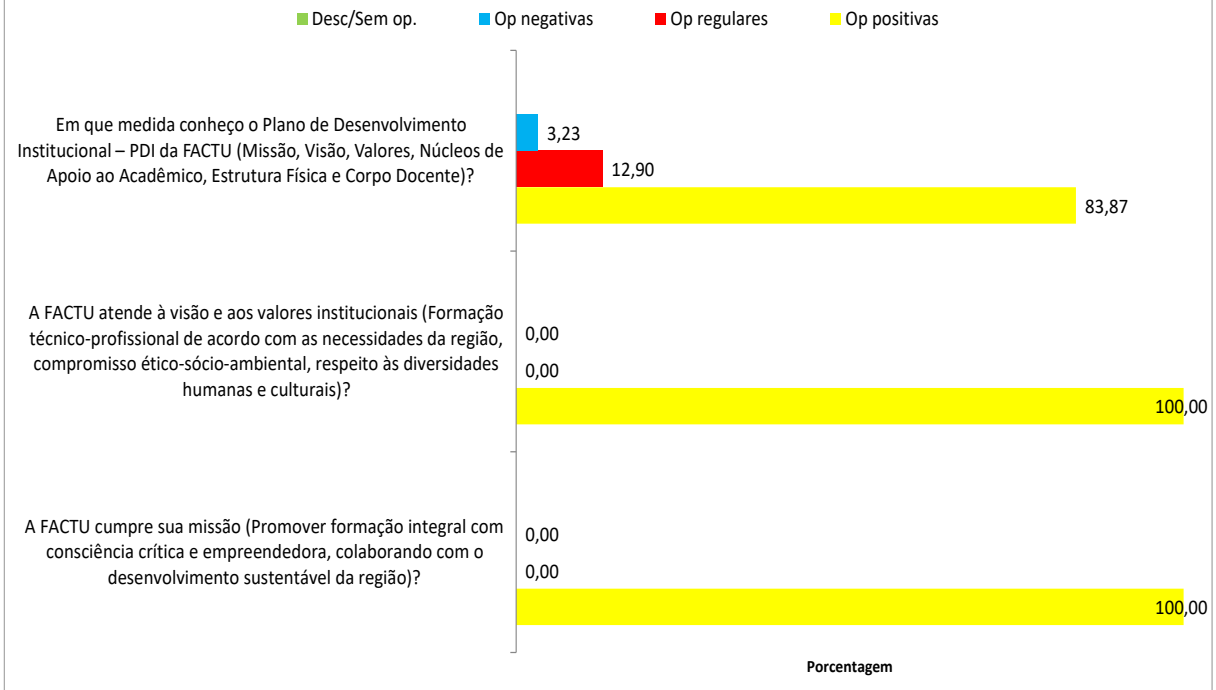 Desc/Sem op. Op negativas Op regulares Op positivas
Em que medida conheço o Plano de Desenvolvimento
Institucional – PDI da FACTU (Missão, Visão, Valores, Núcleos de
Apoio ao Acadêmico, Estrutura Física e Corpo Docente)?
3,23
12,90
83,87
A FACTU atende à visão e aos valores institucionais (Formação
técnico-profissional de acordo com as necessidades da região,
compromisso ético-sócio-ambiental, respeito às diversidades
humanas e culturais)?
0,00
0,00
100,00
A FACTU cumpre sua missão (Promover formação integral com
consciência crítica e empreendedora, colaborando com o
desenvolvimento sustentável da região)?
0,00
0,00
100,00
Porcentagem